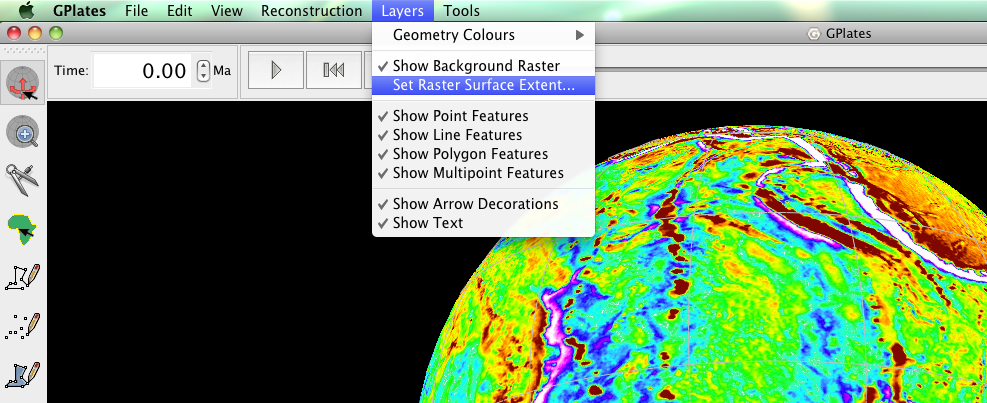 GPlates File Edit View Reconstruction Layers Tools
GPlates
Time: 0.00 Ma
Geometry Colours
Show Background Raster
Set Raster Surface Extent...
Show Point Features
Show Line Features
Show Polygon Features
Show Multipoint Features
Show Arrow Decorations
Show Text